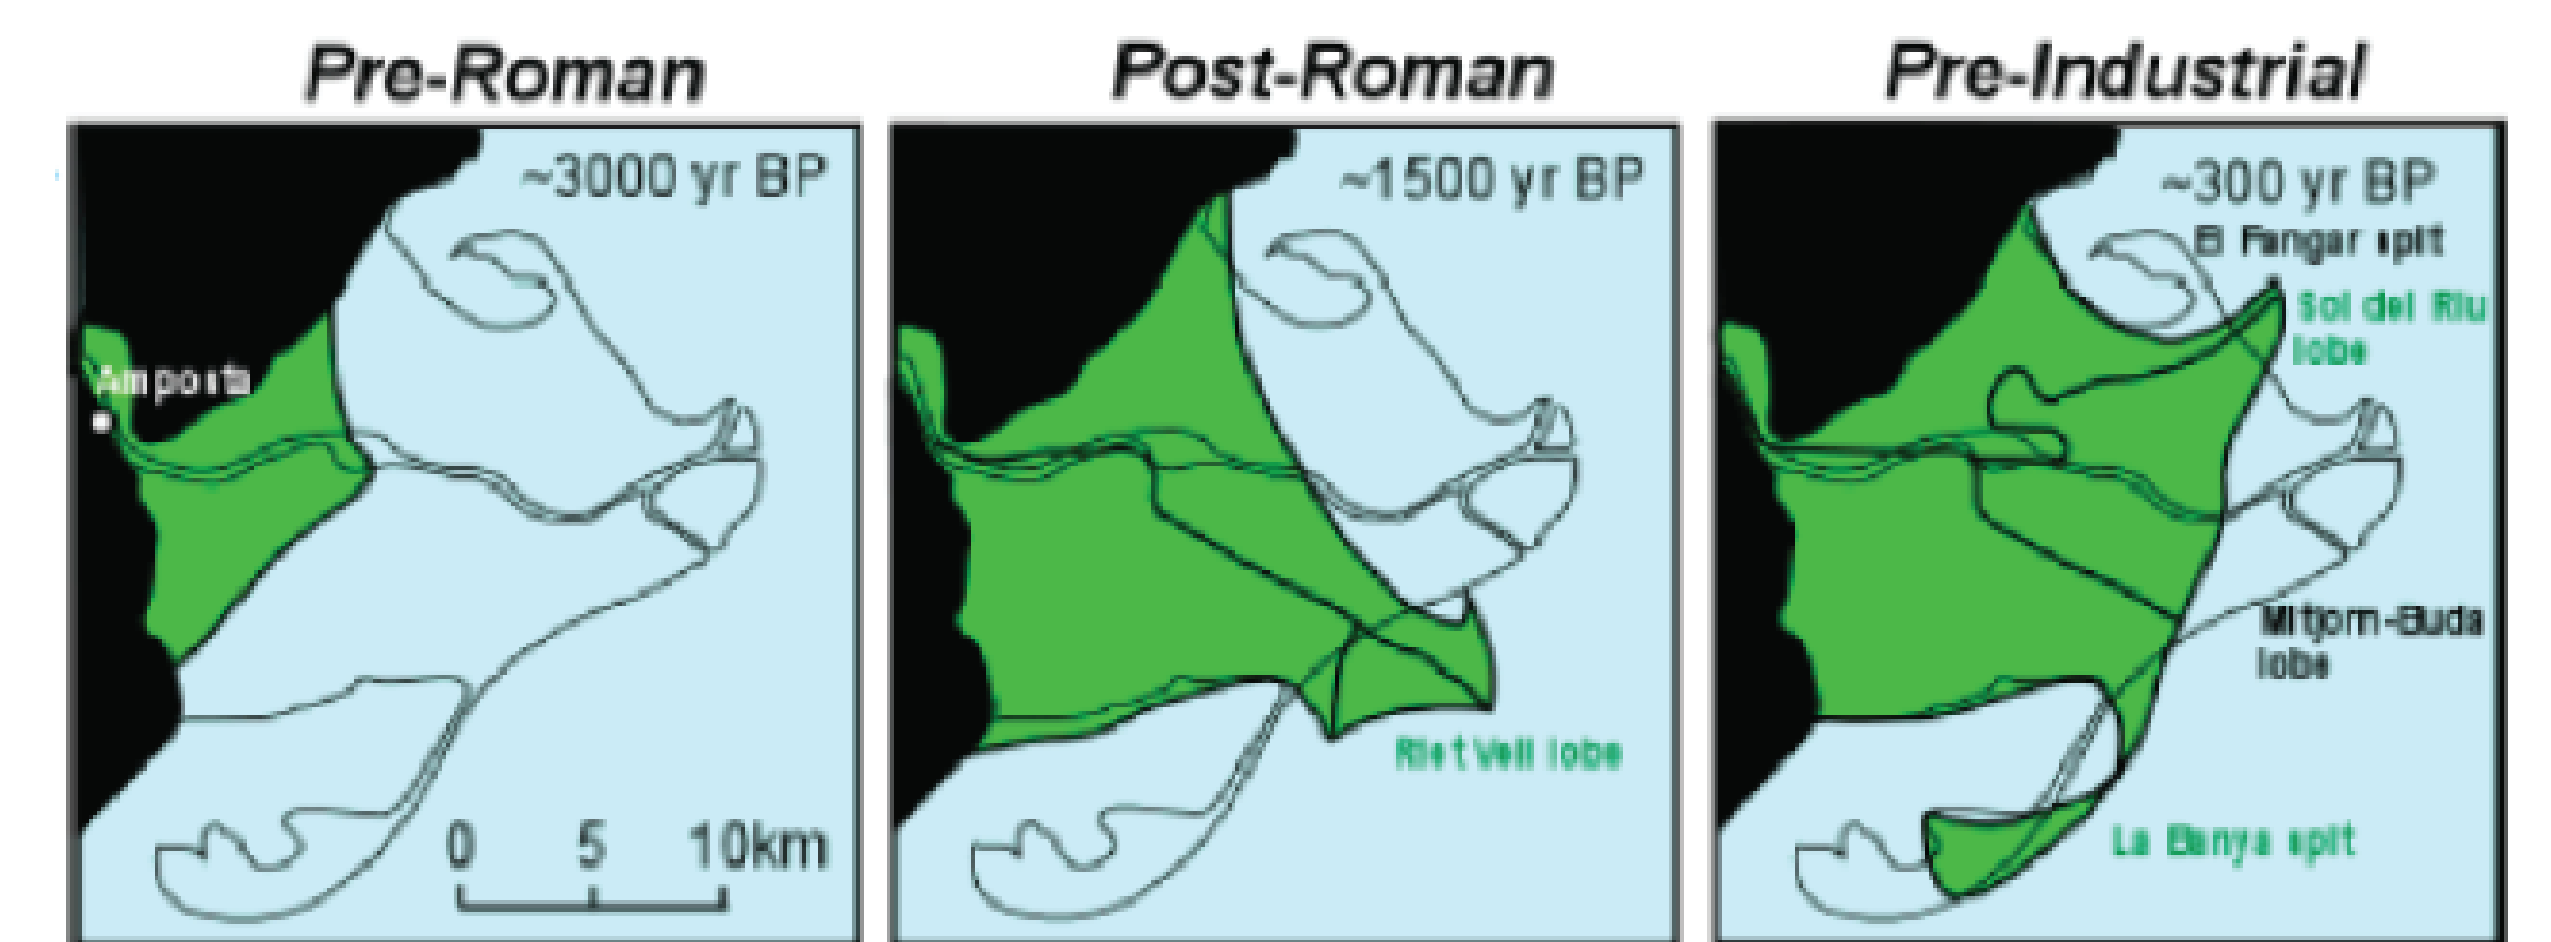 Pre-Roman
Post-Roman
Pre-Industrial
~3000 yr BP
Amposta
0 5 10km
~1500 yr BP
Riet Vell lobe
~300 yr BP
El Fangar spit
Sol del Riu
lobe
Mitjorn-Buda
lobe
La Banya spit